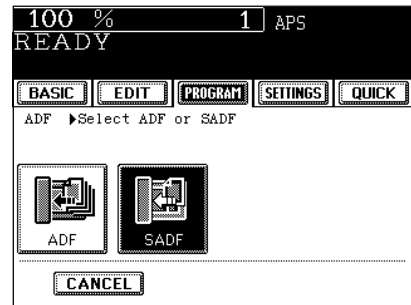 100 % 1 APS
READY
BASIC EDIT PROGRAM SETTINGS QUICK
ADF ▶Select ADF or SADF
ADF SADF
CANCEL